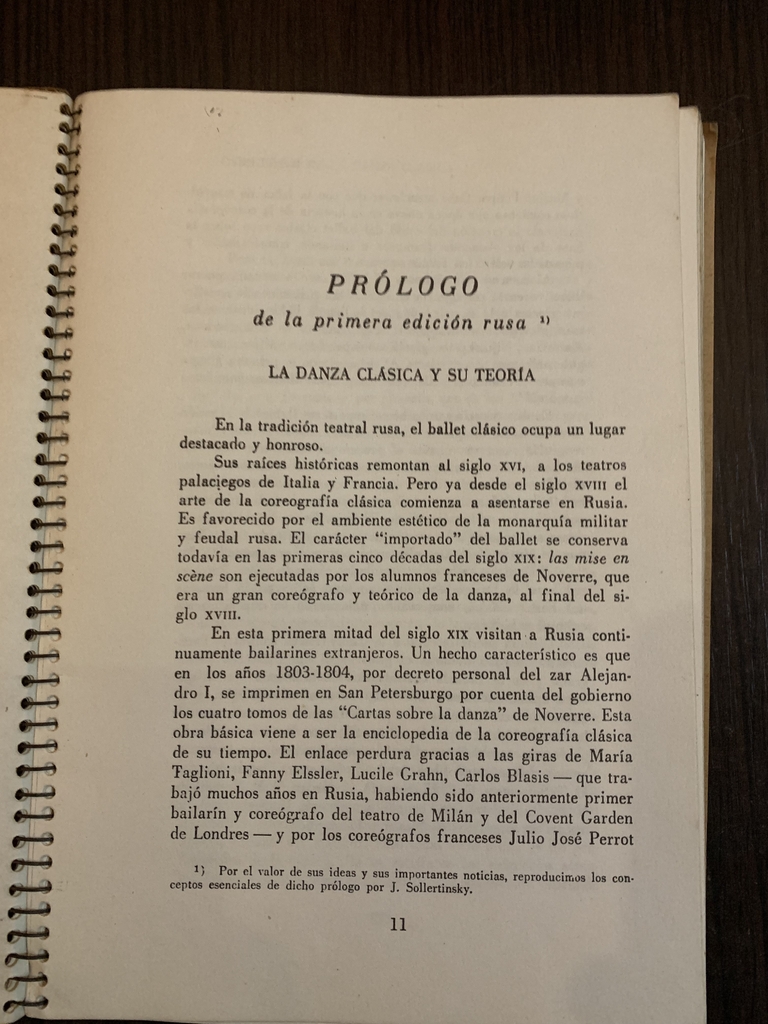 PRÓLOGO
de la primera edición rusa ¹⁾
LA DANZA CLÁSICA Y SU TEORÍA
En la tradición teatral rusa, el ballet clásico ocupa un lugar
destacado y honroso.
Sus raíces históricas remontan al siglo XVI, a los teatros
palaciegos de Italia y Francia. Pero ya desde el siglo XVIII el
arte de la coreografía clásica comienza a asentarse en Rusia.
Es favorecido por el ambiente estético de la monarquía militar
y feudal rusa. El carácter “importado” del ballet se conserva
todavía en las primeras cinco décadas del siglo XIX: las mise en
scène son ejecutadas por los alumnos franceses de Noverre, que
era un gran coreógrafo y teórico de la danza, al final del si-
glo XVIII.
En esta primera mitad del siglo XIX visitan a Rusia conti-
nuamente bailarines extranjeros. Un hecho característico es que
en los años 1803-1804, por decreto personal del zar Alejan-
dro I, se imprimen en San Petersburgo por cuenta del gobierno
los cuatro tomos de las “Cartas sobre la danza” de Noverre. Esta
obra básica viene a ser la enciclopedia de la coreografía clásica
de su tiempo. El enlace perdura gracias a las giras de María
Taglioni, Fanny Elssler, Lucile Grahn, Carlos Blasis — que tra-
bajó muchos años en Rusia, habiendo sido anteriormente primer
bailarín y coreógrafo del teatro de Milán y del Covent Garden
de Londres — y por los coreógrafos franceses Julio José Perrot
¹⁾ Por el valor de sus ideas y sus importantes noticias, reproducimos los con-
ceptos esenciales de dicho prólogo por J. Sollertinsky.
11